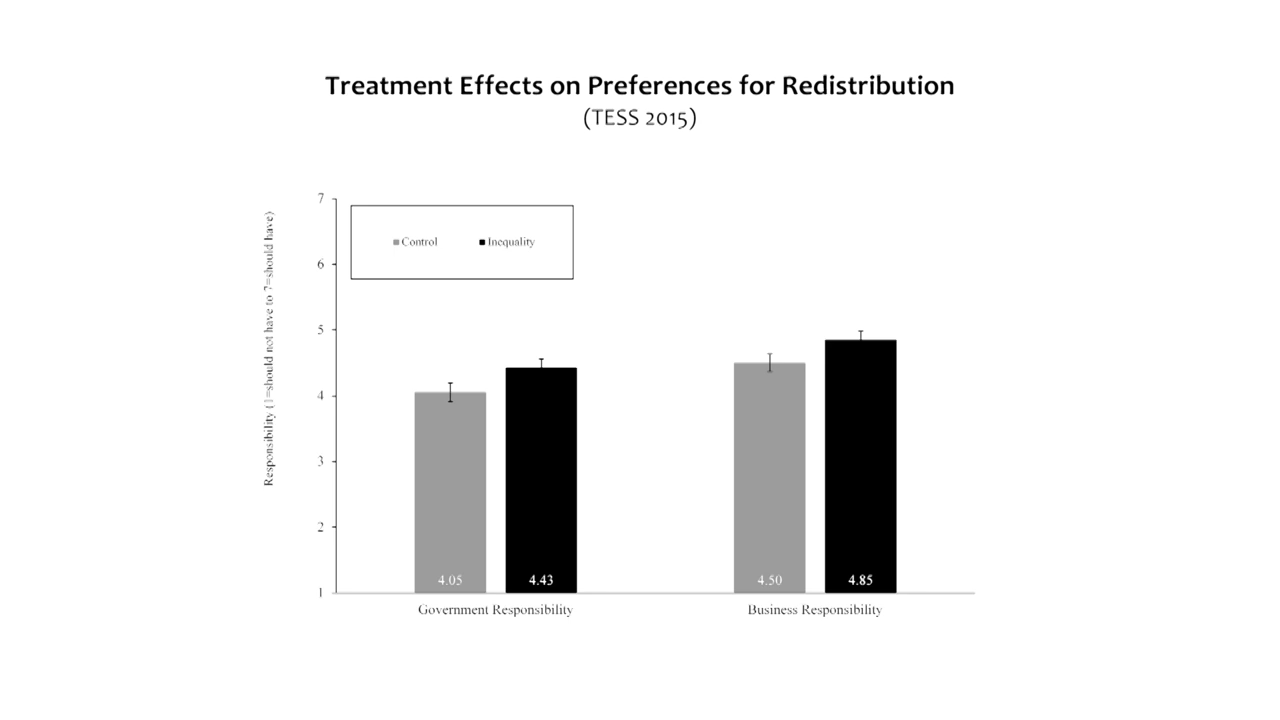 Treatment Effects on Preferences for Redistribution
(TESS 2015)
Responsibility (1=should not have to 7=should have)
7
6
5
4
3
2
1
Control
Inequality
4.05
4.43
4.50
4.85
Government Responsibility
Business Responsibility